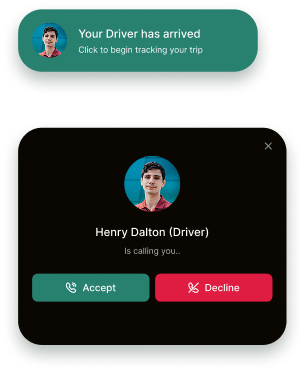 Your Driver has arrived
Click to begin tracking your trip
Henry Dalton (Driver)
Is calling you..
Accept
Decline